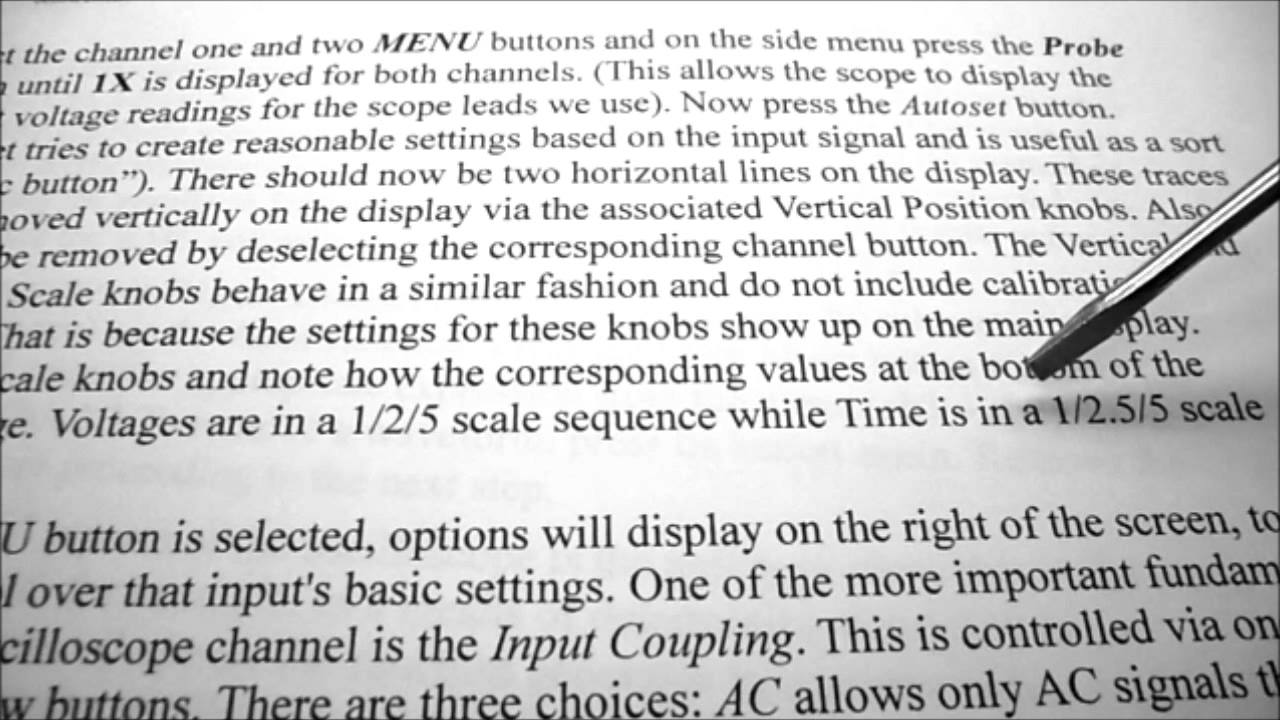 the channel one and two MENU buttons and on the side menu press the Probe
until 1X is displayed for both channels. (This allows the scope to display the
voltage readings for the scope leads we use). Now press the Autoset button.
tries to create reasonable settings based on the input signal and is useful as a sort
button"). There should now be two horizontal lines on the display. These traces
moved vertically on the display via the associated Vertical Position knobs. Also
be removed by deselecting the corresponding channel button. The Vertical
Scale knobs behave in a similar fashion and do not include
That is because the settings for these knobs show up on the main display.
cale knobs and note how the corresponding values at the bottom of the
ge. Voltages are in a 1/2/5 scale sequence while Time is in a 1/2.5/5 scale
U button is selected, options will display on the right of the screen, to
l over that input's basic settings. One of the more important fundam
cilloscope channel is the Input Coupling. This is controlled via on
w buttons. There are three choices: AC allows only AC signals th